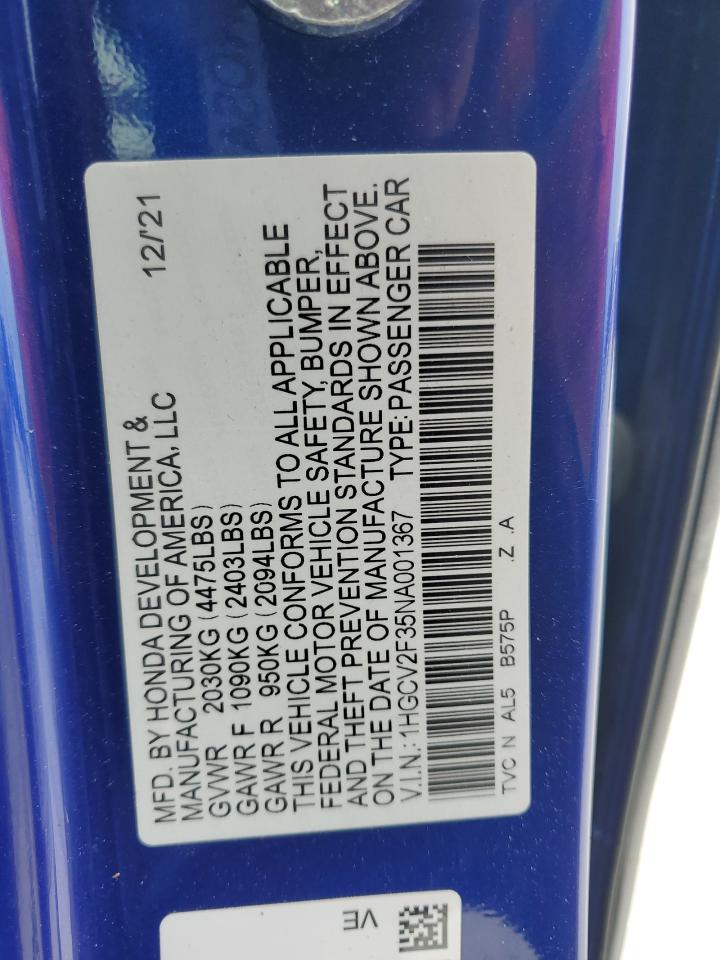 MFD. BY HONDA DEVELOPMENT & 12/'21
MANUFACTURING OF AMERICA, LLC
GVWR 2030KG (4475LBS)
GAWR F 1090KG (2403LBS)
GAWR R 950KG (2094LBS)
THIS VEHICLE CONFORMS TO ALL APPLICABLE
FEDERAL MOTOR VEHICLE SAFETY, BUMPER,
AND THEFT PREVENTION STANDARDS IN EFFECT
ON THE DATE OF MANUFACTURE SHOWN ABOVE.
V.I.N.: 1HGCV2F35NA001367 TYPE: PASSENGER CAR
TVC N AL5 B575P .Z .A
VE